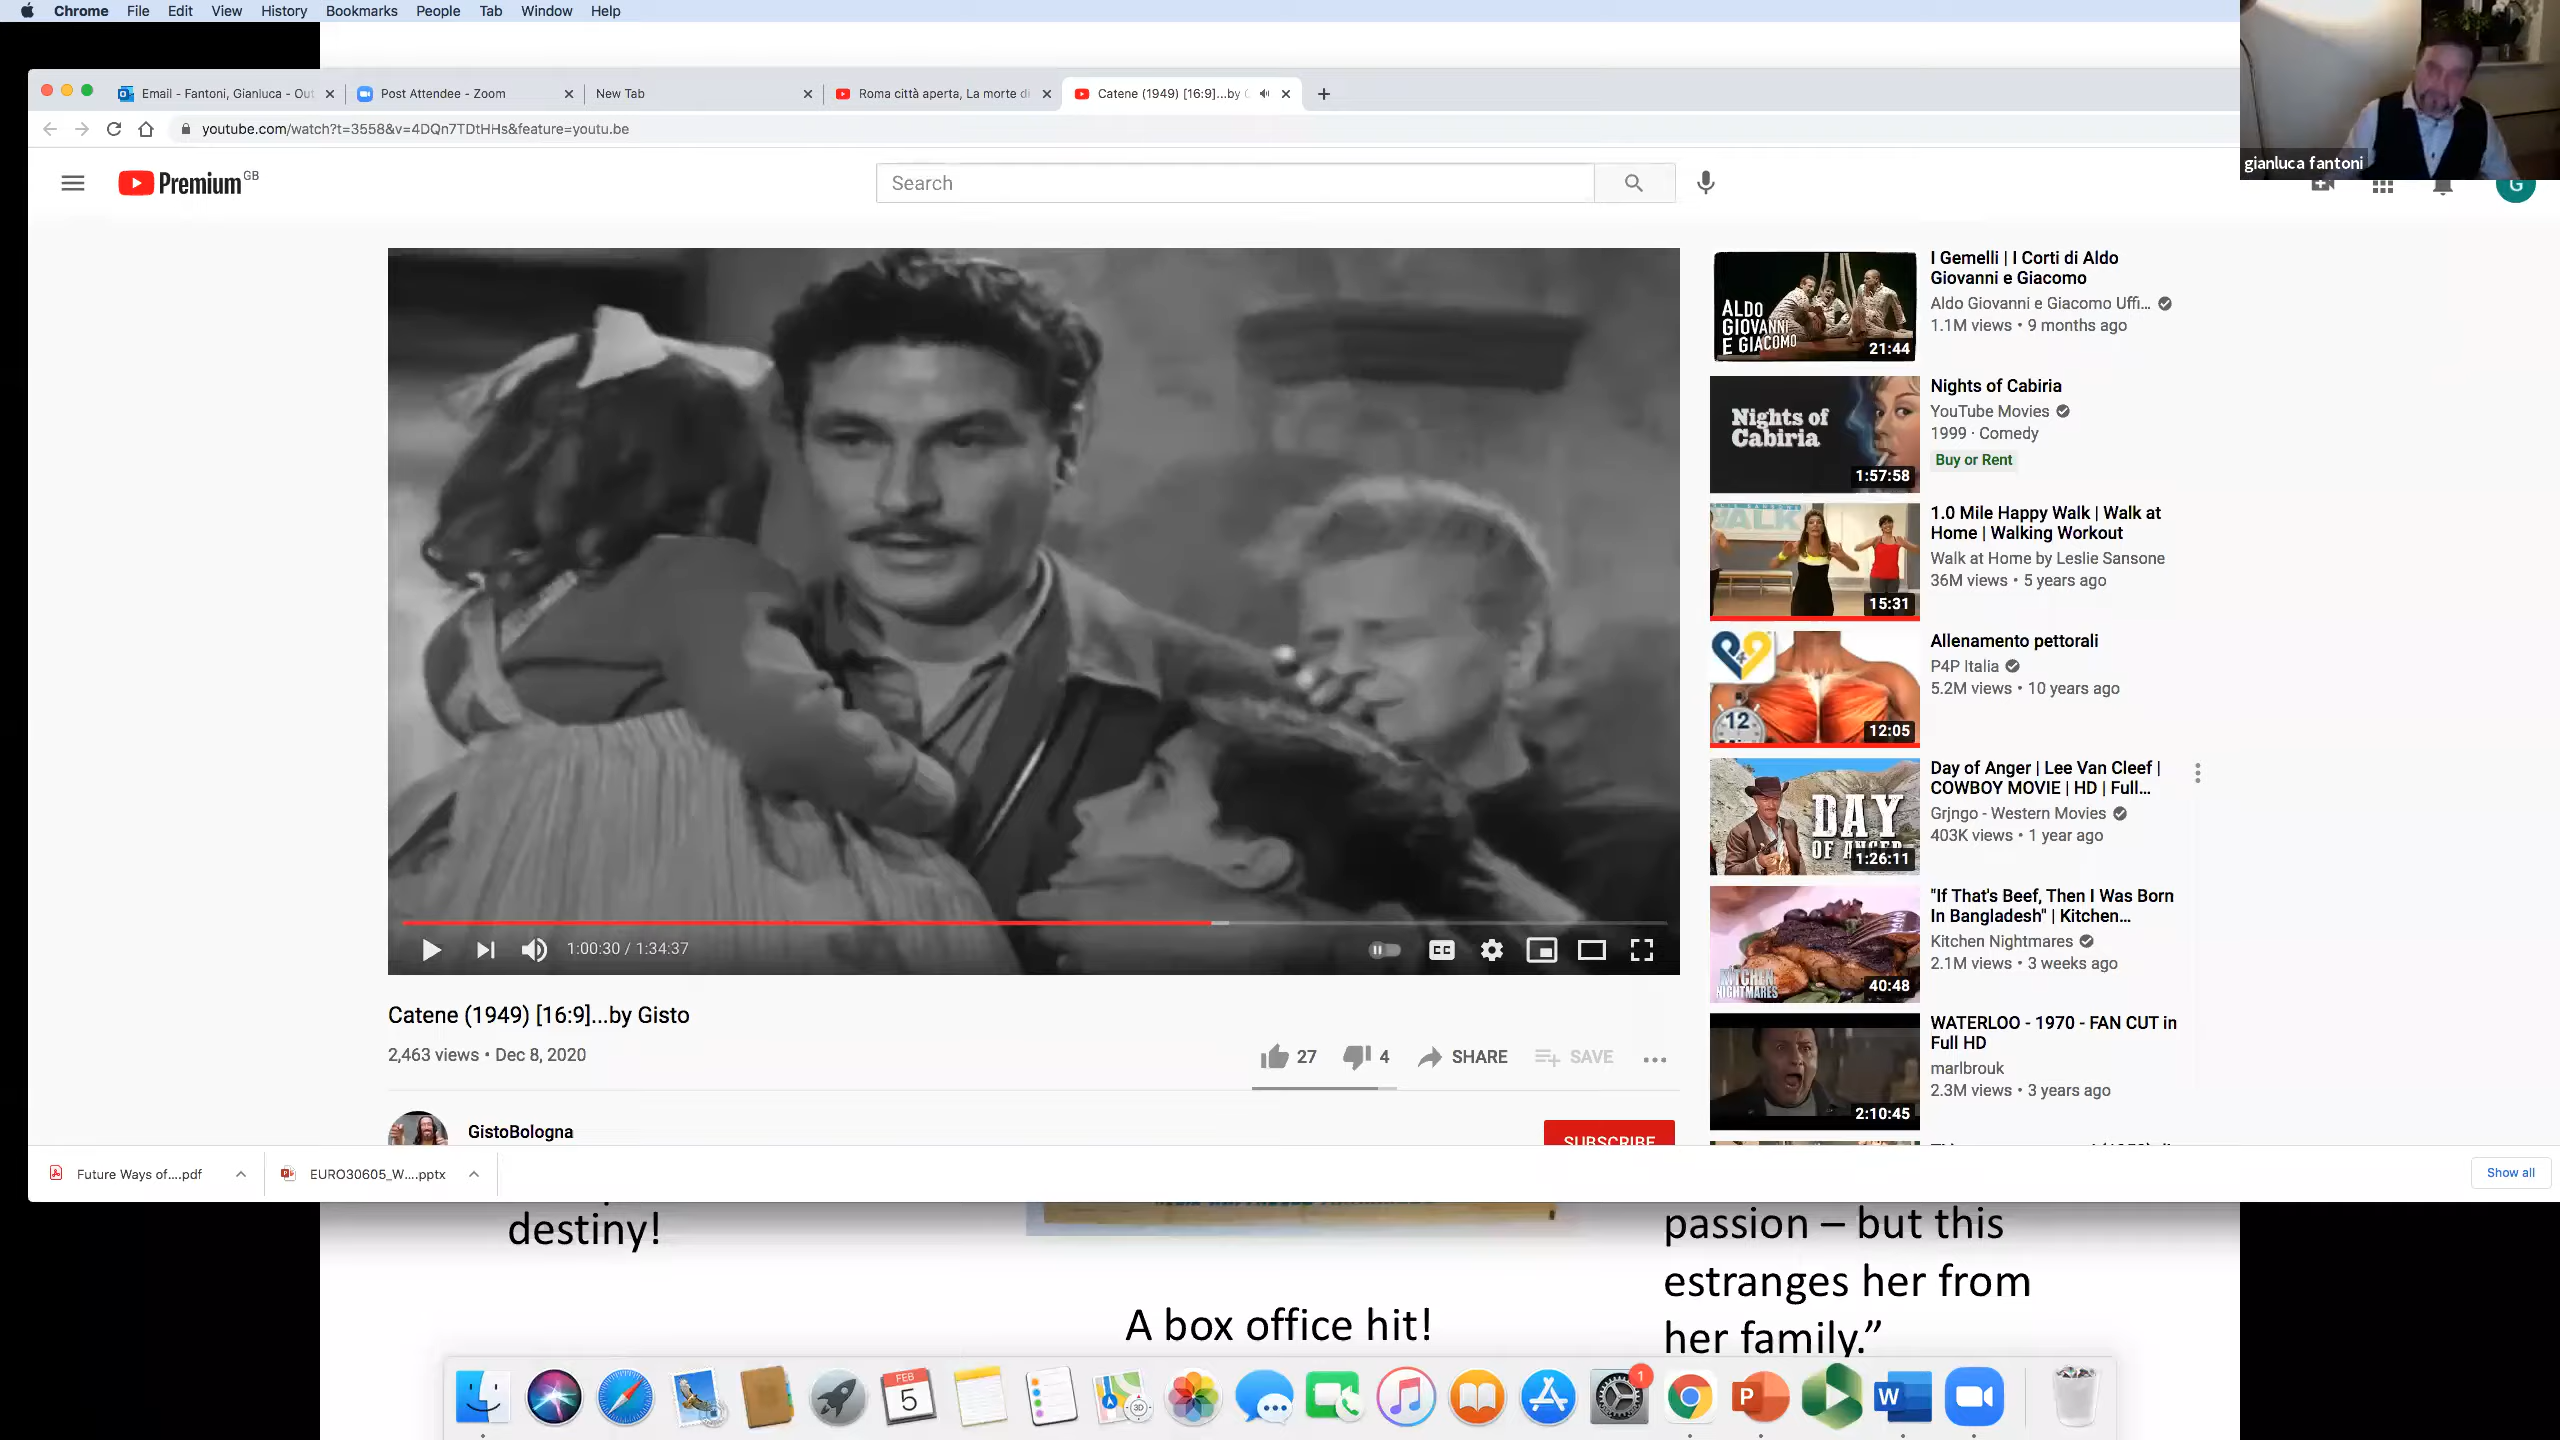 Chrome File Edit View History Bookmarks People Tab Window Help
Email - Fantoni, Gianluca - Out
Post Attendee - Zoom
New Tab
Roma città aperta, La morte di
Catene (1949) [16:9]...by G
youtube.com/watch?t=3558&v=4DQn7TDtHHs&feature=youtu.be
gianluca fantoni
Premium GB
Search
G
ALDO
GIOVANNI
E GIACOMO
21:44
I Gemelli | I Corti di Aldo
Giovanni e Giacomo
Aldo Giovanni e Giacomo Uffi...
1.1M views • 9 months ago
Nights of
Cabiria
1:57:58
Nights of Cabiria
YouTube Movies
1999 · Comedy
Buy or Rent
WALK
15:31
1.0 Mile Happy Walk | Walk at
Home | Walking Workout
Walk at Home by Leslie Sansone
36M views • 5 years ago
12
12:05
Allenamento pettorali
P4P Italia
5.2M views • 10 years ago
DAY
OF ANGER
1:26:11
Day of Anger | Lee Van Cleef |
COWBOY MOVIE | HD | Full...
Grjngo - Western Movies
403K views • 1 year ago
KITCHEN
NIGHTMARES
40:48
"If That's Beef, Then I Was Born
In Bangladesh" | Kitchen...
Kitchen Nightmares
2.1M views • 3 weeks ago
2:10:45
WATERLOO - 1970 - FAN CUT in
Full HD
marlbrouk
2.3M views • 3 years ago
1:00:30 / 1:34:37
CC
Catene (1949) [16:9]...by Gisto
2,463 views • Dec 8, 2020
27 4 SHARE SAVE ...
GistoBologna
SUBSCRIBE
Future Ways of....pdf
EURO30605_W....pptx
Show all
destiny!
A box office hit!
passion – but this
estranges her from
her family.”
FEB
5
3D
1
P
W